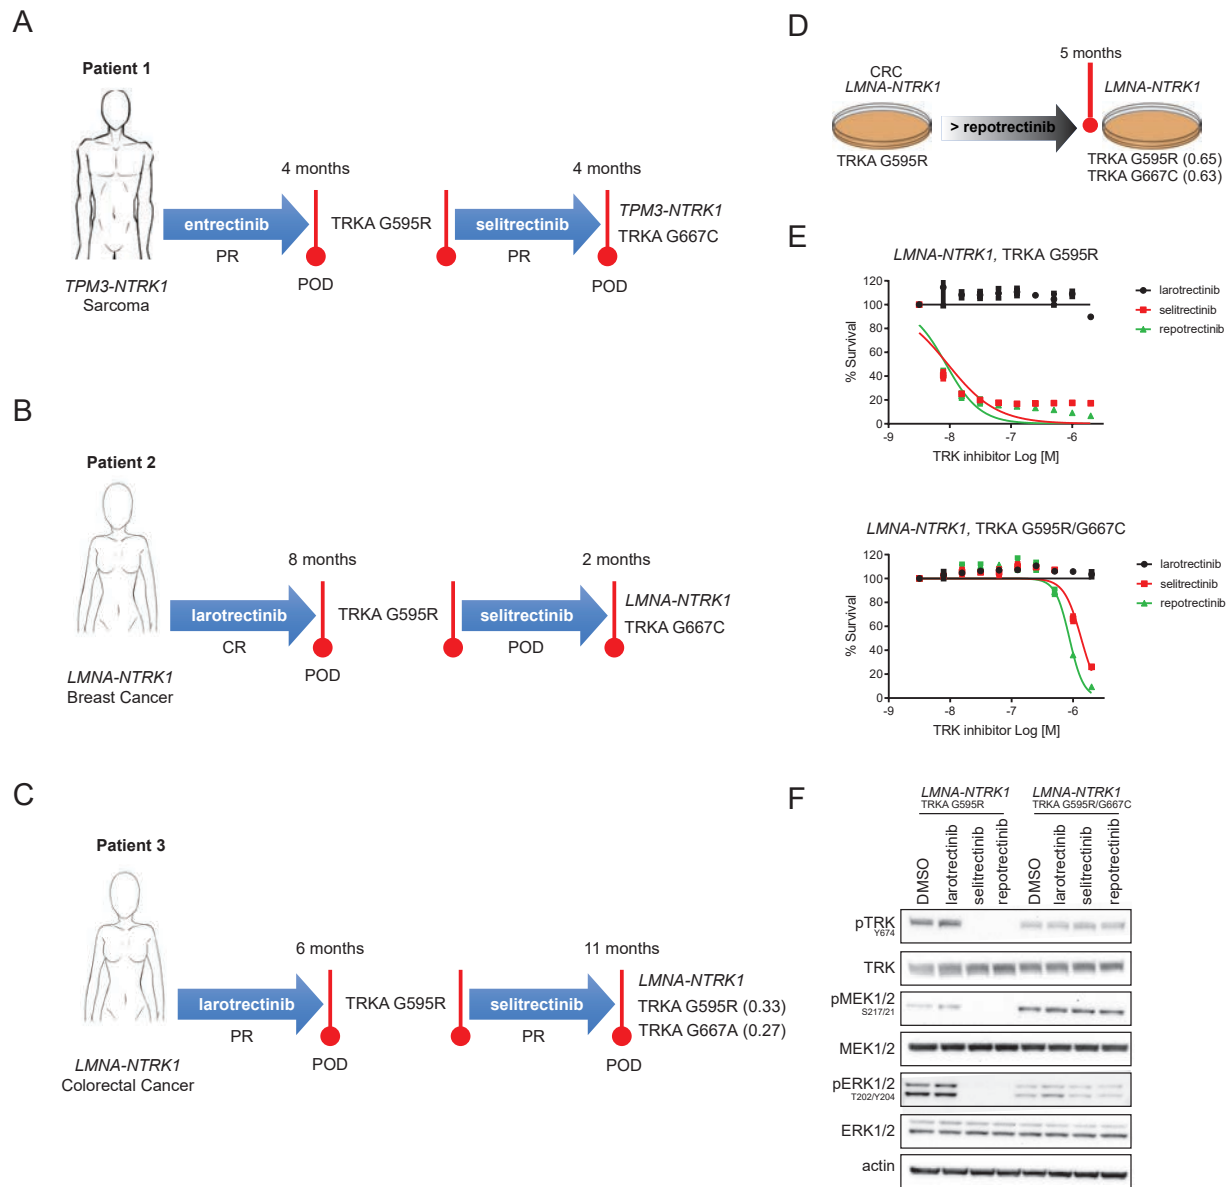 A
Patient 1
TPM3-NTRK1
Sarcoma
entrectinib
PR
4 months
POD
TRKA G595R
selitrectinib
PR
4 months
POD
TPM3-NTRK1
TRKA G667C
B
Patient 2
LMNA-NTRK1
Breast Cancer
larotrectinib
CR
8 months
POD
TRKA G595R
selitrectinib
POD
2 months
LMNA-NTRK1
TRKA G667C
C
Patient 3
LMNA-NTRK1
Colorectal Cancer
larotrectinib
PR
6 months
POD
TRKA G595R
selitrectinib
PR
11 months
POD
LMNA-NTRK1
TRKA G595R (0.33)
TRKA G667A (0.27)
D
CRC
LMNA-NTRK1
TRKA G595R
> repotrectinib
5 months
LMNA-NTRK1
TRKA G595R (0.65)
TRKA G667C (0.63)
E
LMNA-NTRK1, TRKA G595R
% Survival
120
100
80
60
40
20
0
-9 -8 -7 -6
TRK inhibitor Log [M]
larotrectinib
selitrectinib
repotrectinib
LMNA-NTRK1, TRKA G595R/G667C
% Survival
120
100
80
60
40
20
0
-9 -8 -7 -6
TRK inhibitor Log [M]
larotrectinib
selitrectinib
repotrectinib
F
LMNA-NTRK1
TRKA G595R
LMNA-NTRK1
TRKA G595R/G667C
DMSO
larotrectinib
selitrectinib
repotrectinib
DMSO
larotrectinib
selitrectinib
repotrectinib
pTRK
Y674
TRK
pMEK1/2
S217/21
MEK1/2
pERK1/2
T202/Y204
ERK1/2
actin